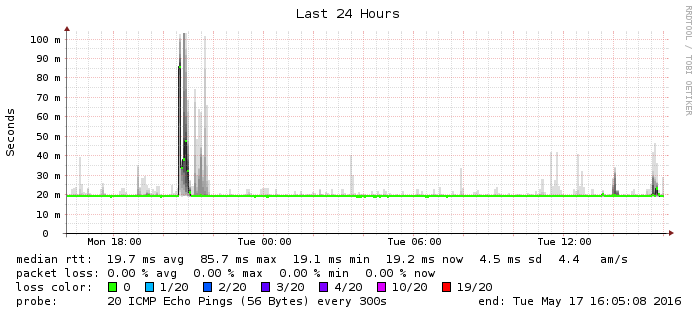 Last 24 Hours
RRDTOOL / TOBI OETIKER
Seconds
100 m
90 m
80 m
70 m
60 m
50 m
40 m
30 m
20 m
10 m
0
Mon 18:00 Tue 00:00 Tue 06:00 Tue 12:00
median rtt: 19.7 ms avg 85.7 ms max 19.1 ms min 19.2 ms now 4.5 ms sd 4.4 am/s
packet loss: 0.00 % avg 0.00 % max 0.00 % min 0.00 % now
loss color: 0 1/20 2/20 3/20 4/20 10/20 19/20
probe: 20 ICMP Echo Pings (56 Bytes) every 300s end: Tue May 17 16:05:08 2016